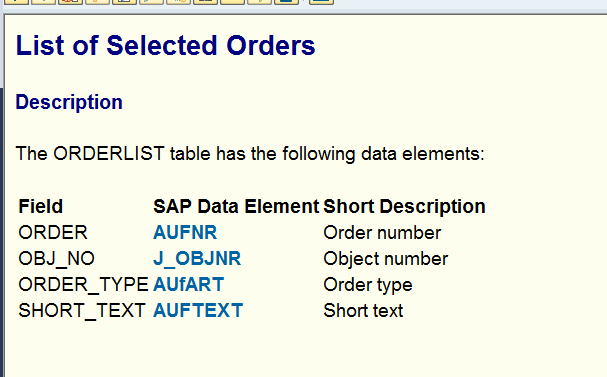 List of Selected Orders
Description
The ORDERLIST table has the following data elements:
Field SAP Data Element Short Description
ORDER AUFNR Order number
OBJ_NO J_OBJNR Object number
ORDER_TYPE AUfART Order type
SHORT_TEXT AUFTEXT Short text